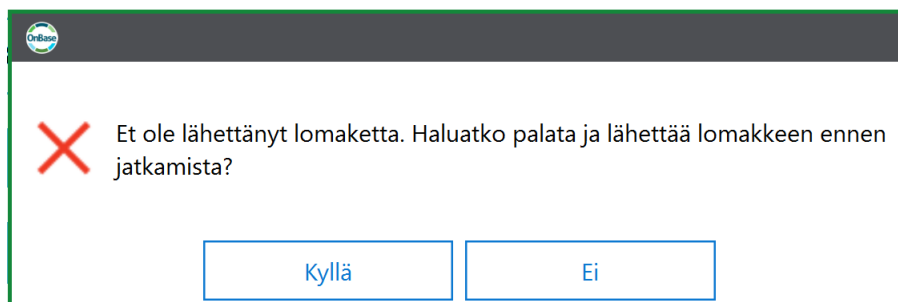 OnBase
Et ole lähettänyt lomaketta. Haluatko palata ja lähettää lomakkeen ennen
jatkamista?
Kyllä
Ei